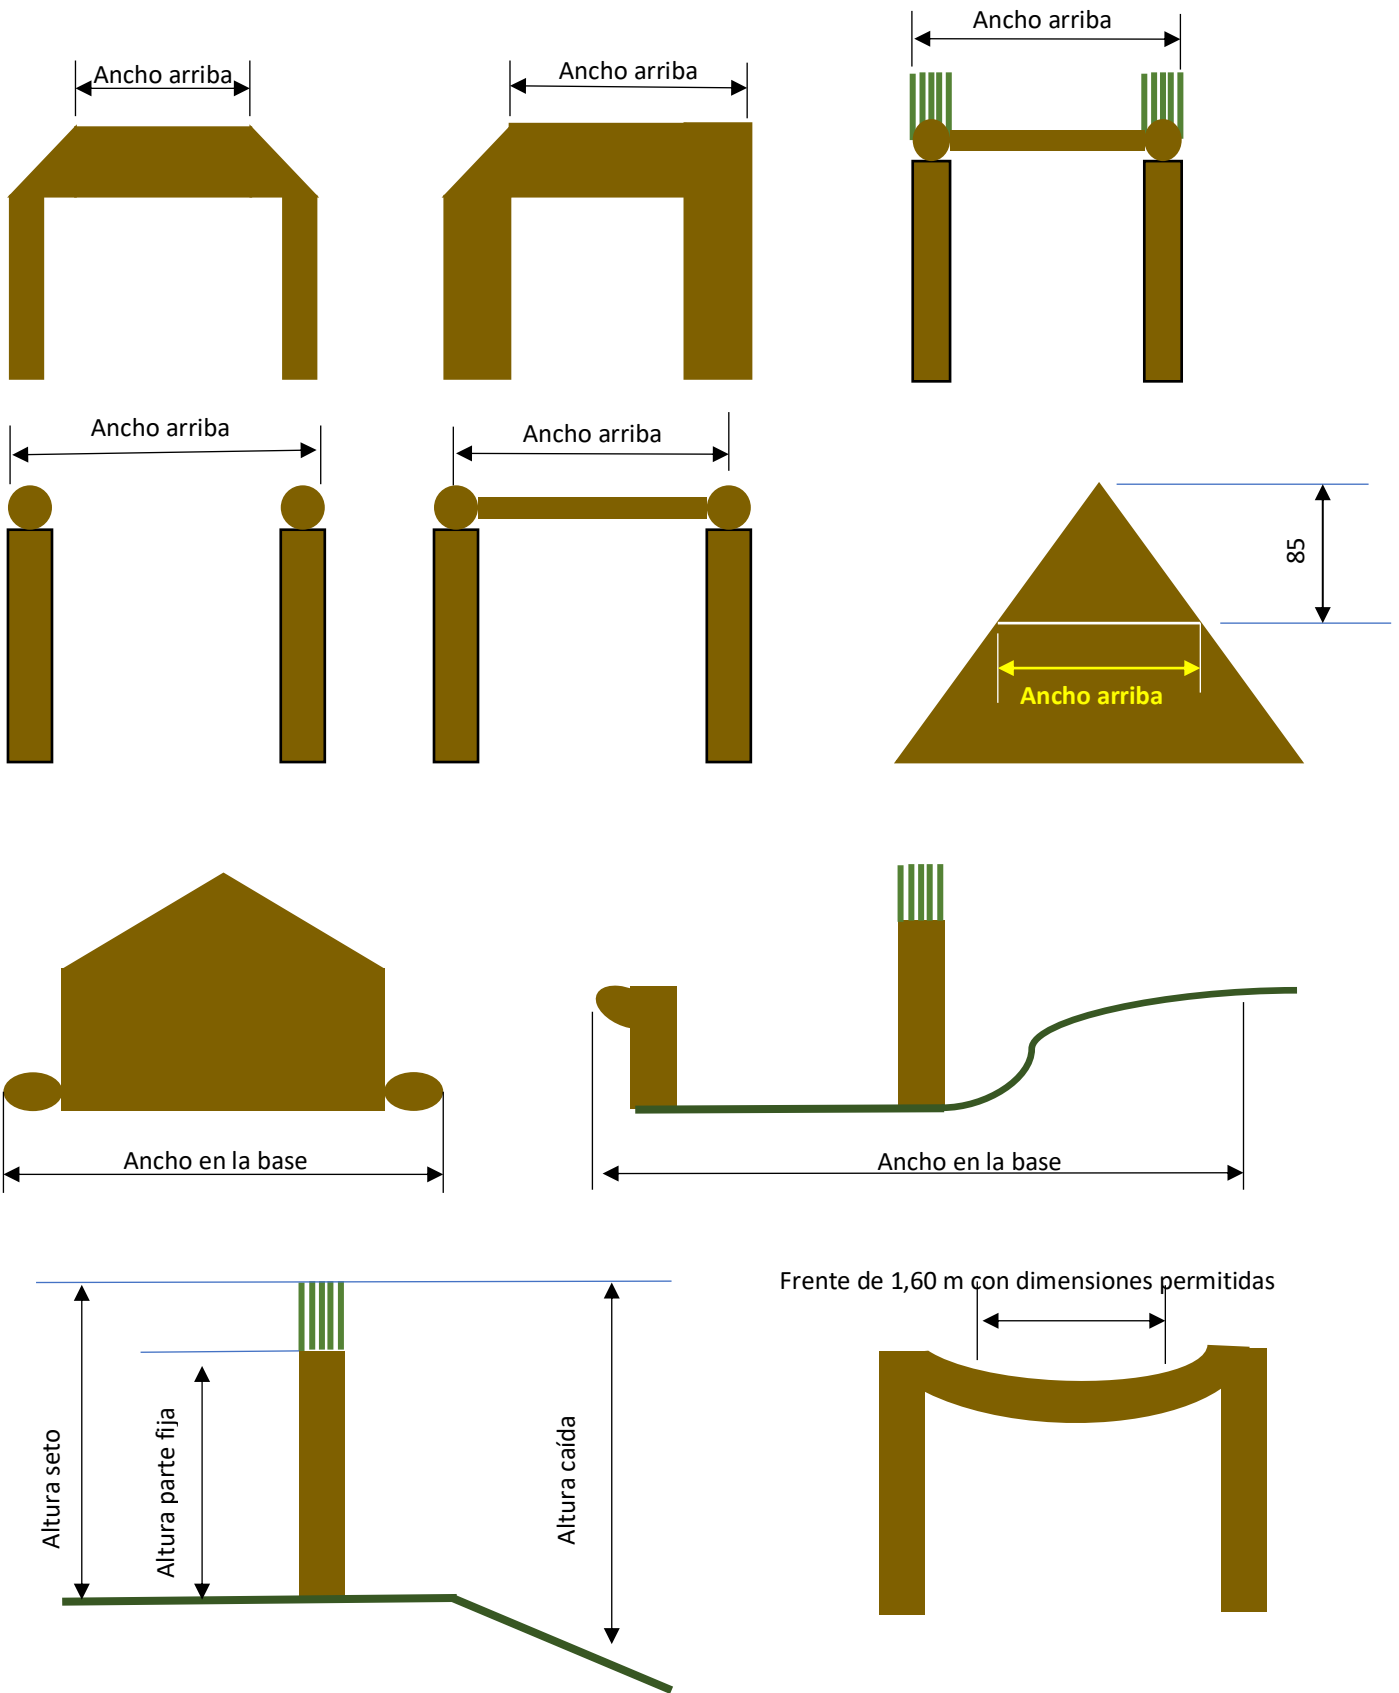 Ancho arriba
Ancho arriba
Ancho arriba
Ancho arriba
Ancho arriba
85
Ancho arriba
Ancho en la base
Ancho en la base
Frente de 1,60 m con dimensiones permitidas
Altura seto
Altura parte fija
Altura caída